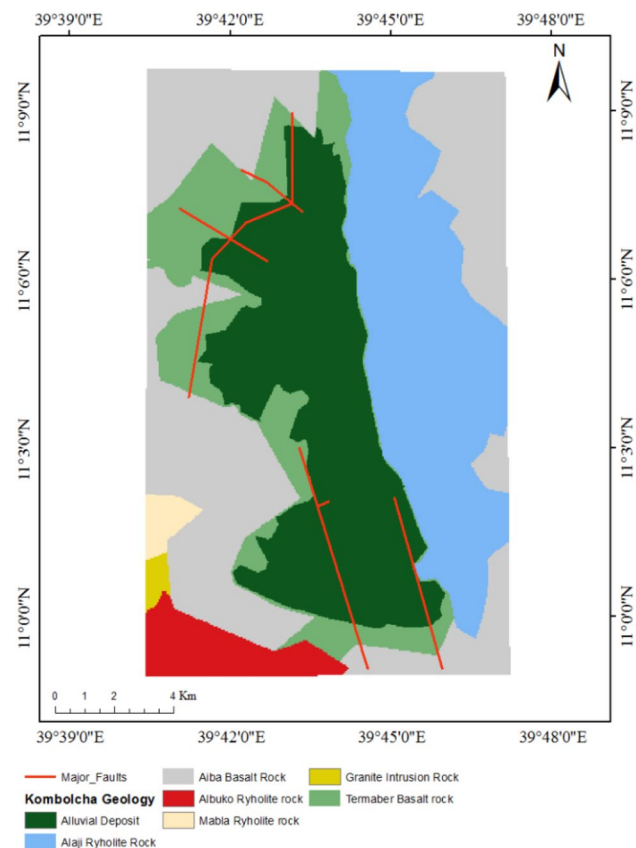 39°39'0"E 39°42'0"E 39°45'0"E 39°48'0"E
N
11°9'0"N 11°9'0"N
11°6'0"N 11°6'0"N
11°3'0"N 11°3'0"N
11°0'0"N 11°0'0"N
0 1 2 4 Km
39°39'0"E 39°42'0"E 39°45'0"E 39°48'0"E
Major_Faults Aiba Basalt Rock Granite Intrusion Rock
Kombolcha Geology Albuko Ryholite rock Termaber Basalt rock
Alluvial Deposit Mabla Ryholite rock
Alaji Ryholite Rock